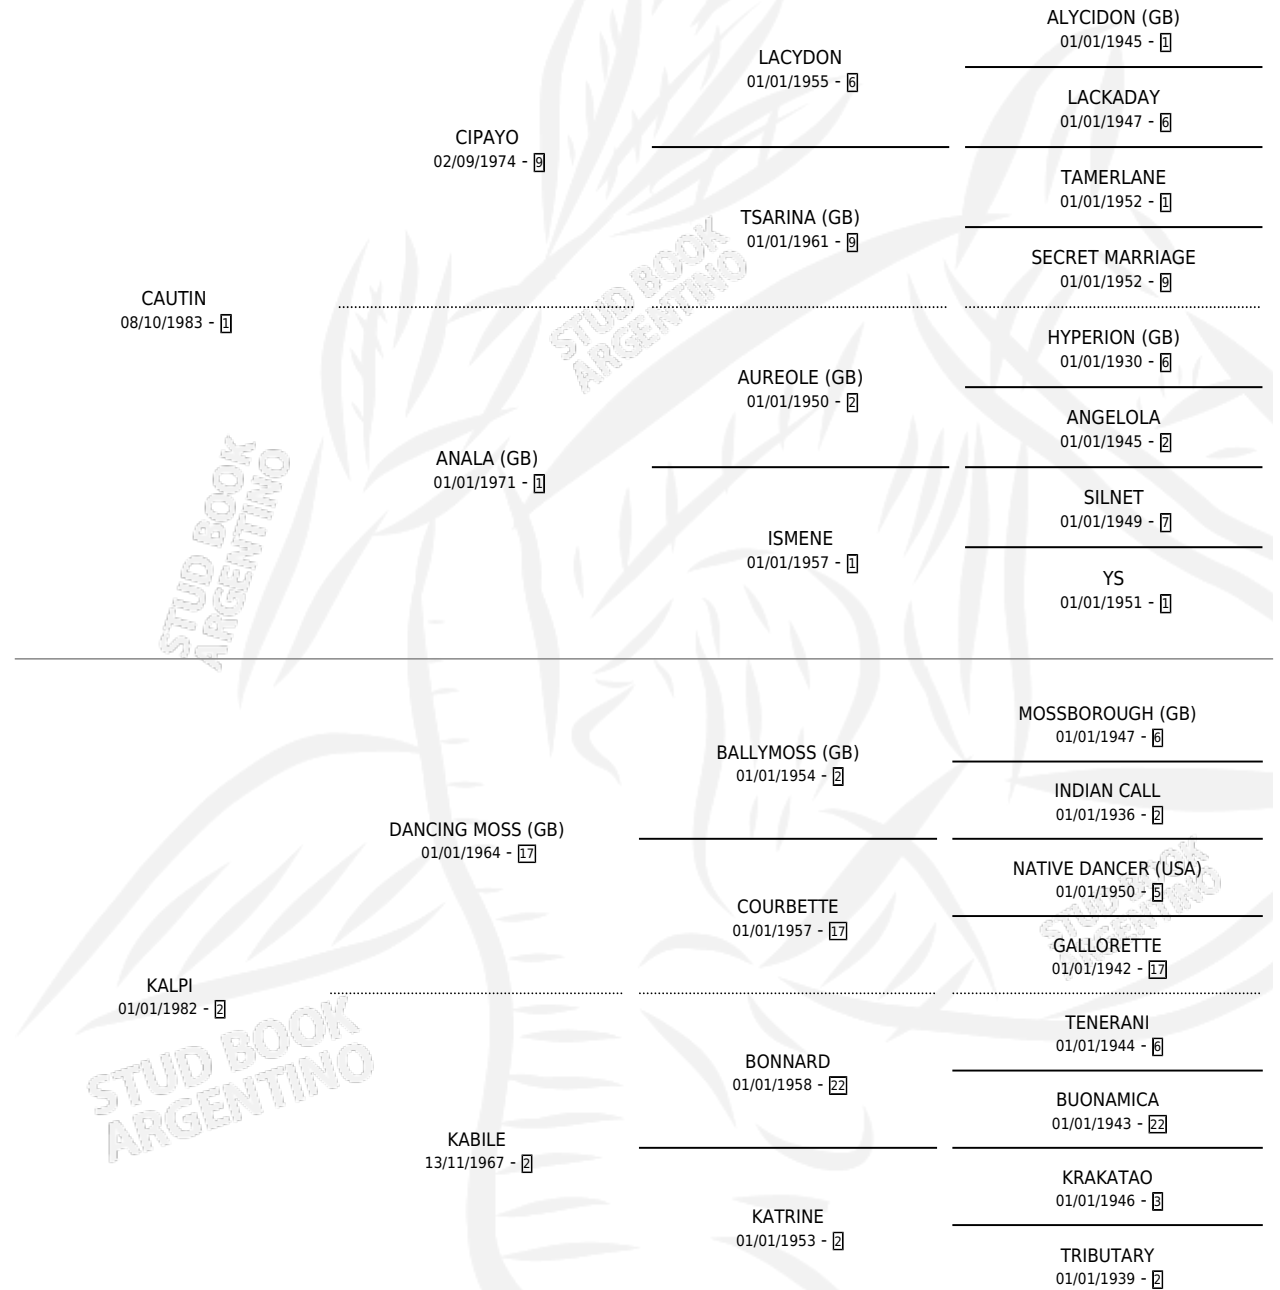 ALYCIDON (GB)
01/01/1945 - 1
LACYDON
01/01/1955 - 6
LACKADAY
01/01/1947 - 6
CIPAYO
02/09/1974 - 9
TAMERLANE
01/01/1952 - 1
TSARINA (GB)
01/01/1961 - 9
SECRET MARRIAGE
01/01/1952 - 9
CAUTIN
08/10/1983 - 1
HYPERION (GB)
01/01/1930 - 6
AUREOLE (GB)
01/01/1950 - 2
ANGELOLA
01/01/1945 - 2
ANALA (GB)
01/01/1971 - 1
SILNET
01/01/1949 - 7
ISMENE
01/01/1957 - 1
YS
01/01/1951 - 1
STUD BOOK
ARGENTINO
STUD BOOK
ARGENTINO
MOSSBOROUGH (GB)
01/01/1947 - 6
BALLYMOSS (GB)
01/01/1954 - 2
INDIAN CALL
01/01/1936 - 2
DANCING MOSS (GB)
01/01/1964 - 17
NATIVE DANCER (USA)
01/01/1950 - 5
COURBETTE
01/01/1957 - 17
GALLORETTE
01/01/1942 - 17
STUD BOOK
ARGENTINO
KALPI
01/01/1982 - 2
TENERANI
01/01/1944 - 6
BONNARD
01/01/1958 - 22
BUONAMICA
01/01/1943 - 22
KABILE
13/11/1967 - 2
KRAKATAO
01/01/1946 - 3
KATRINE
01/01/1953 - 2
TRIBUTARY
01/01/1939 - 2
STUD BOOK
ARGENTINO